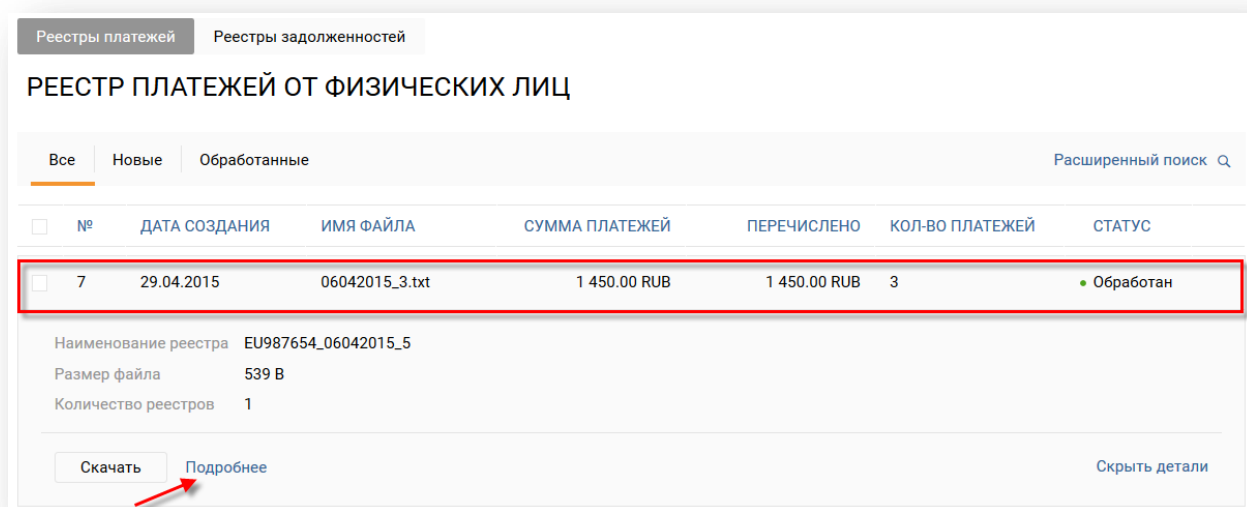 Реестры платежей Реестры задолженностей
РЕЕСТР ПЛАТЕЖЕЙ ОТ ФИЗИЧЕСКИХ ЛИЦ
Все Новые Обработанные Расширенный поиск
№ ДАТА СОЗДАНИЯ ИМЯ ФАЙЛА СУММА ПЛАТЕЖЕЙ ПЕРЕЧИСЛЕНО КОЛ-ВО ПЛАТЕЖЕЙ СТАТУС
7 29.04.2015 06042015_3.txt 1 450.00 RUB 1 450.00 RUB 3 Обработан
Наименование реестра EU987654_06042015_5
Размер файла 539 B
Количество реестров 1
Скачать Подробнее Скрыть детали